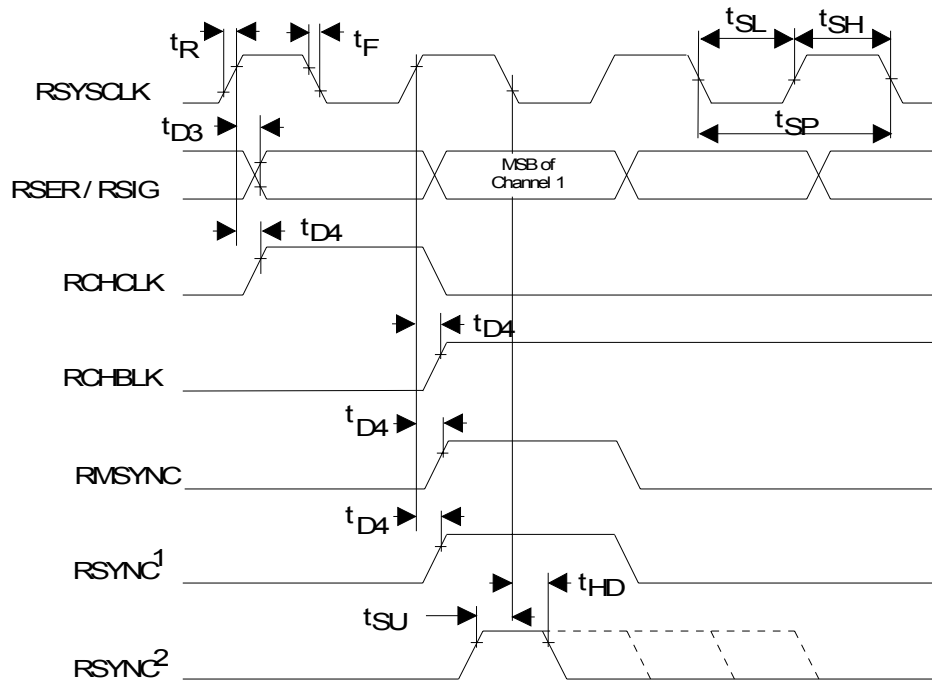 tSL tSH
tR tF
RSYSCLK
tSP
tD3
MSB of
Channel 1
RSER / RSIG
tD4
RCHCLK
tD4
RCHBLK
tD4
RMSYNC
tD4
RSYNC1
tHD
tSU
RSYNC2